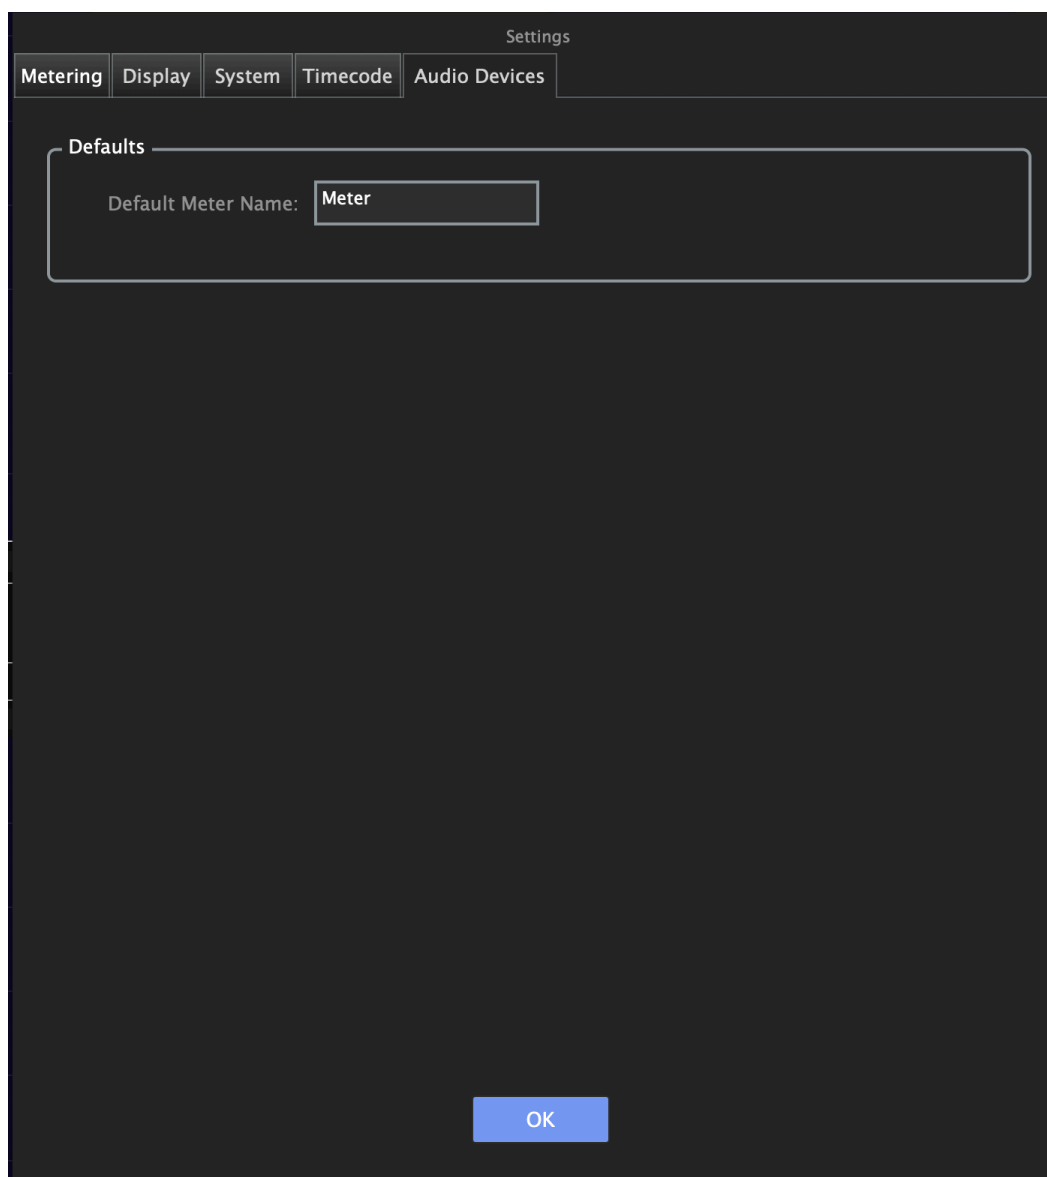 Settings
Metering Display System Timecode Audio Devices
Defaults
Default Meter Name: Meter
OK